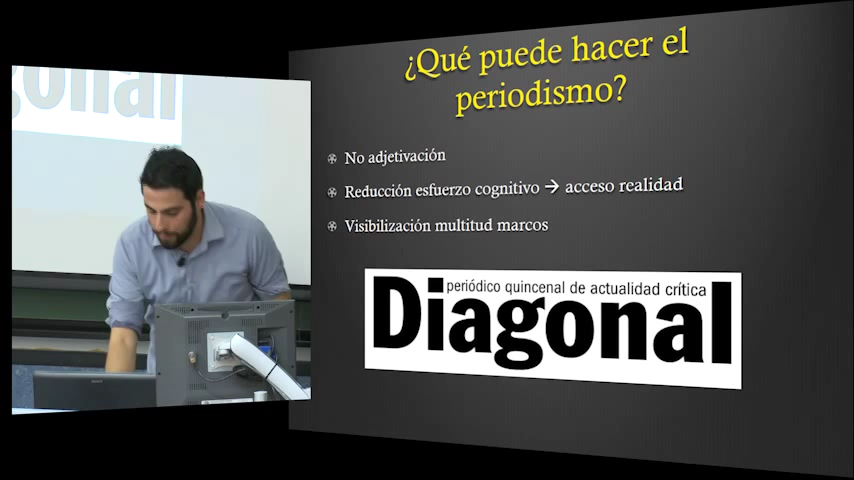 ¿Qué puede hacer el
periodismo?
No adjetivación
Reducción esfuerzo cognitivo → acceso realidad
Visibilización multitud marcos
periódico quincenal de actualidad crítica
Diagonal
gonal